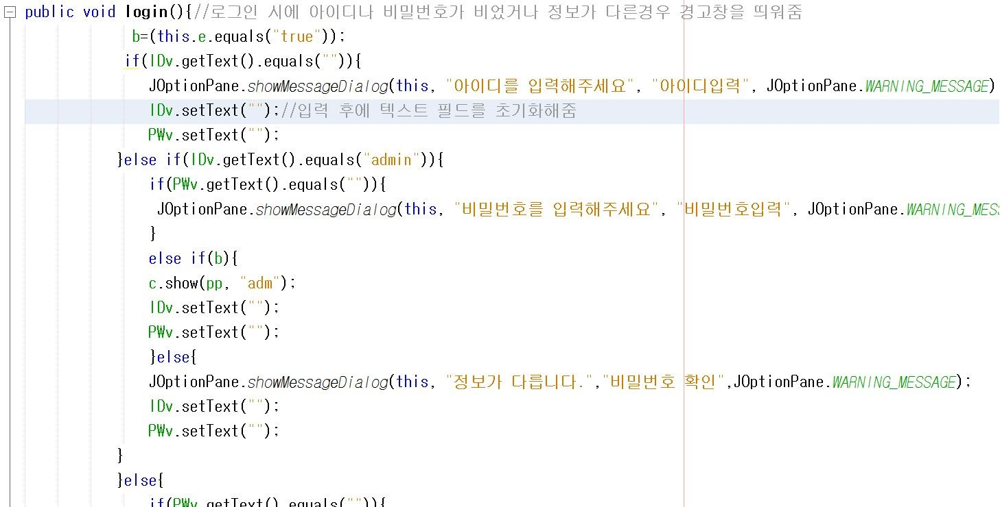 public void login(){//로그인 시에 아이디나 비밀번호가 비었거나 정보가 다른경우 경고창을 띄워줌
b=(this.e.equals("true"));
if(IDv.getText().equals("")){
JOptionPane.showMessageDialog(this, "아이디를 입력해주세요", "아이디입력", JOptionPane.WARNING_MESSAGE)
IDv.setText("");//입력 후에 텍스트 필드를 초기화해줌
PWv.setText("");
}else if(IDv.getText().equals("admin")){
if(PWv.getText().equals("")){
JOptionPane.showMessageDialog(this, "비밀번호를 입력해주세요", "비밀번호입력", JOptionPane.WARNING_MES
}
else if(b){
c.show(pp, "adm");
IDv.setText("");
PWv.setText("");
}else{
JOptionPane.showMessageDialog(this, "정보가 다릅니다.","비밀번호 확인",JOptionPane.WARNING_MESSAGE);
IDv.setText("");
PWv.setText("");
}
}else{
if(PWv.getText().equals("")){